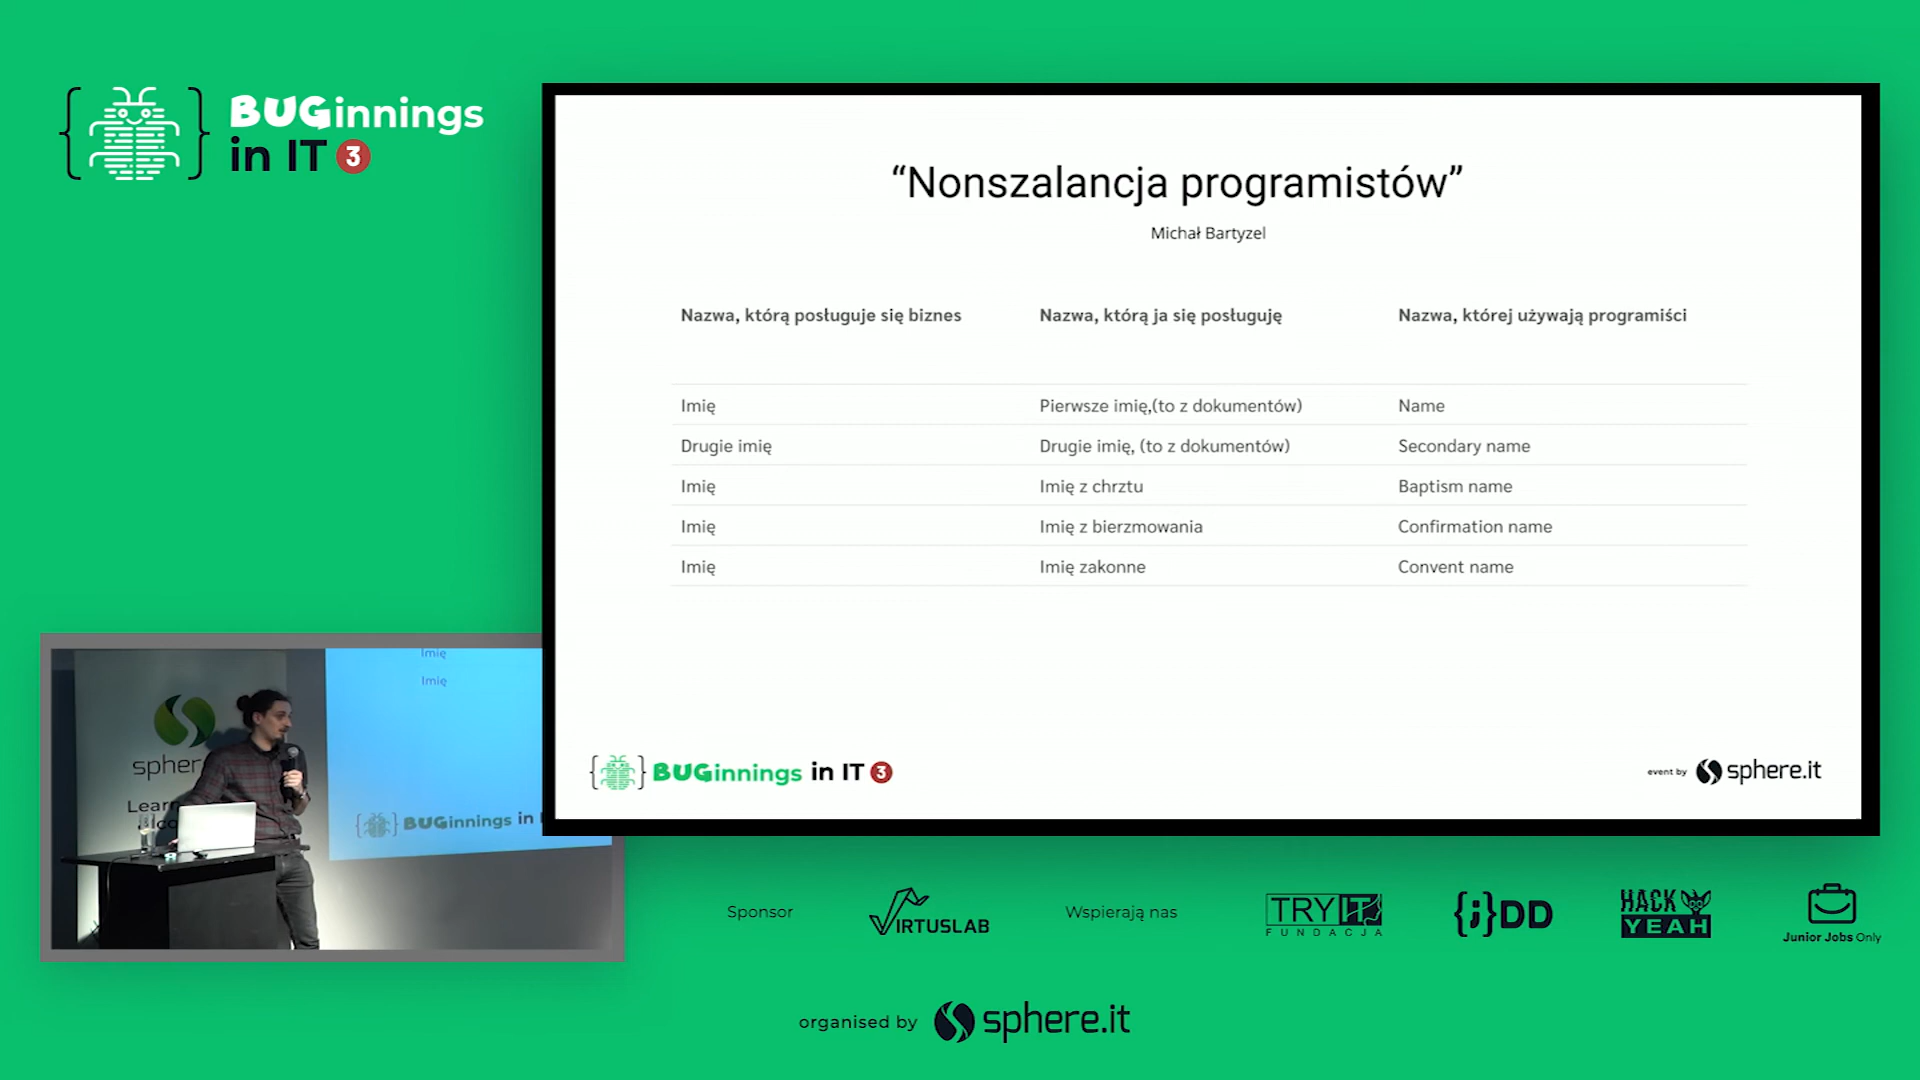 BUGinnings
in IT 3
“Nonszalancja programistów”
Michał Bartyzel
Nazwa, którą posługuje się biznes Nazwa, którą ja się posługuję Nazwa, której używają programiści
Imię Pierwsze imię,(to z dokumentów) Name
Drugie imię Drugie imię, (to z dokumentów) Secondary name
Imię Imię z chrztu Baptism name
Imię Imię z bierzmowania Confirmation name
Imię Imię zakonne Convent name
BUGinnings in IT 3
event by sphere.it
Imię
Imię
spher
Learn
BUGinnings in
Sponsor VIRTUSLAB Wspierają nas TRY IT FUNDACJA {;}DD HACK YEAH Junior Jobs Only
organised by sphere.it